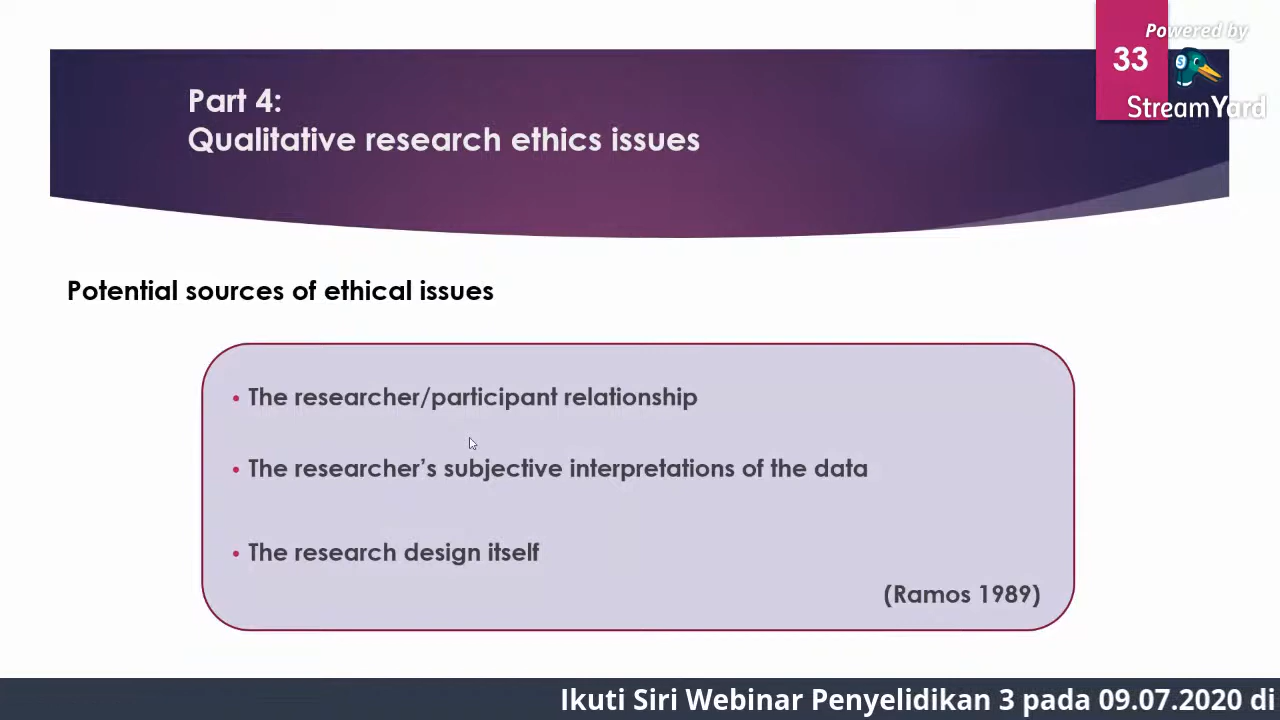 Powered by
33
StreamYard
Part 4:
Qualitative research ethics issues
Potential sources of ethical issues
• The researcher/participant relationship
• The researcher’s subjective interpretations of the data
• The research design itself
(Ramos 1989)
Ikuti Siri Webinar Penyelidikan 3 pada 09.07.2020 di